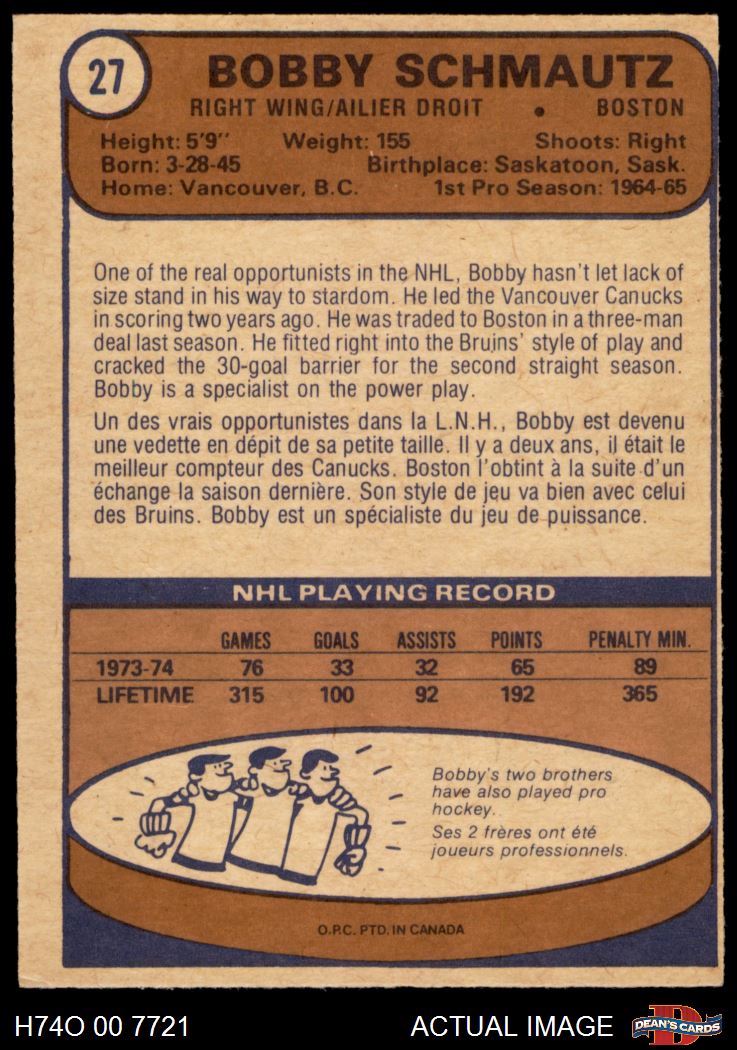 27
BOBBY SCHMAUTZ
RIGHT WING/AILIER DROIT • BOSTON
Height: 5'9" Weight: 155 Shoots: Right
Born: 3-28-45 Birthplace: Saskatoon, Sask.
Home: Vancouver, B.C. 1st Pro Season: 1964-65
One of the real opportunists in the NHL, Bobby hasn't let lack of
size stand in his way to stardom. He led the Vancouver Canucks
in scoring two years ago. He was traded to Boston in a three-man
deal last season. He fitted right into the Bruins' style of play and
cracked the 30-goal barrier for the second straight season.
Bobby is a specialist on the power play.
Un des vrais opportunistes dans la L.N.H., Bobby est devenu
une vedette en dépit de sa petite taille. Il y a deux ans, il était le
meilleur compteur des Canucks. Boston l'obtint à la suite d'un
échange la saison dernière. Son style de jeu va bien avec celui
des Bruins. Bobby est un spécialiste du jeu de puissance.
NHL PLAYING RECORD
GAMES GOALS ASSISTS POINTS PENALTY MIN.
1973-74 76 33 32 65 89
LIFETIME 315 100 92 192 365
Bobby's two brothers
have also played pro
hockey.
Ses 2 frères ont été
joueurs professionnels.
O.P.C. PTD. IN CANADA
H74O 00 7721 ACTUAL IMAGE DEAN'S CARDS